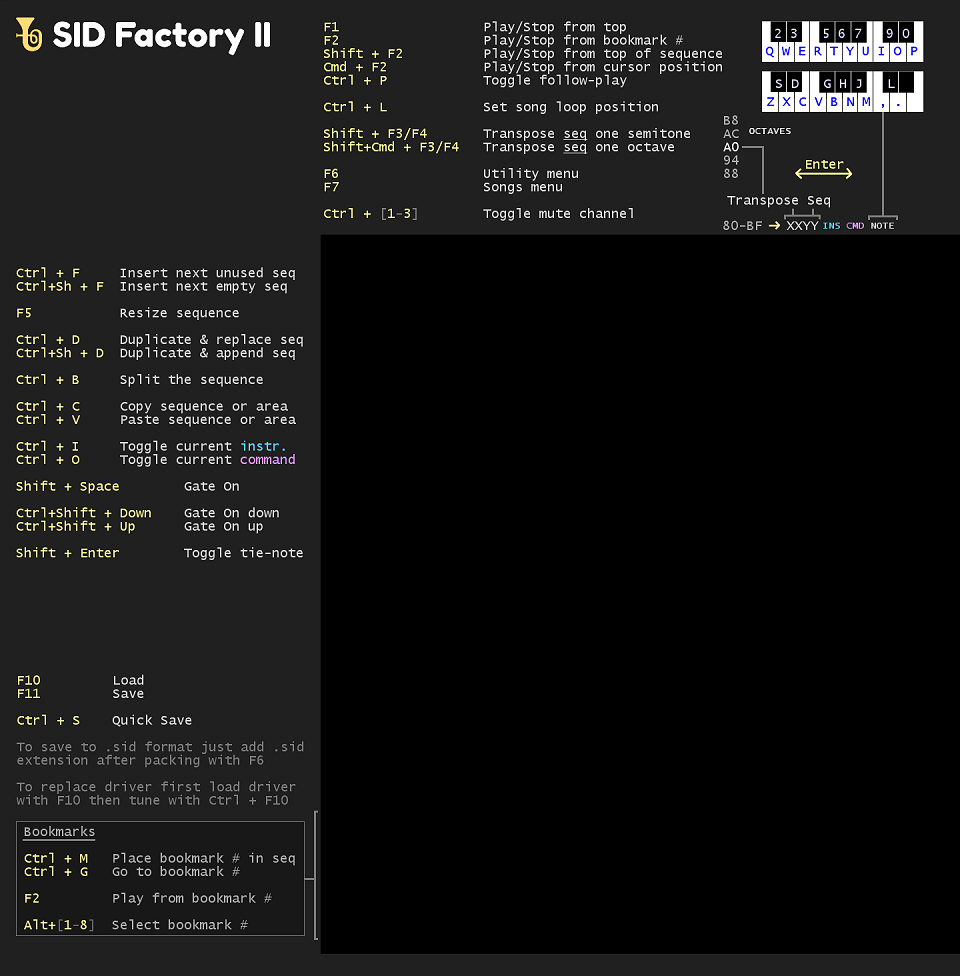 SID Factory II
F1 Play/Stop from top
F2 Play/Stop from bookmark #
Shift + F2 Play/Stop from top of sequence
Cmd + F2 Play/Stop from cursor position
Ctrl + P Toggle follow-play
Ctrl + L Set song loop position
Shift + F3/F4 Transpose seq one semitone
Shift+Cmd + F3/F4 Transpose seq one octave
F6 Utility menu
F7 Songs menu
Ctrl + [1-3] Toggle mute channel
2 3 5 6 7 9 0
Q W E R T Y U I O P
S D G H J L
Z X C V B N M , .
B8
AC OCTAVES
A0
94
88
Enter
Transpose Seq
80-BF → XXYY INS CMD NOTE
Ctrl + F Insert next unused seq
Ctrl+Sh + F Insert next empty seq
F5 Resize sequence
Ctrl + D Duplicate & replace seq
Ctrl+Sh + D Duplicate & append seq
Ctrl + B Split the sequence
Ctrl + C Copy sequence or area
Ctrl + V Paste sequence or area
Ctrl + I Toggle current instr.
Ctrl + O Toggle current command
Shift + Space Gate On
Ctrl+Shift + Down Gate On down
Ctrl+Shift + Up Gate On up
Shift + Enter Toggle tie-note
F10 Load
F11 Save
Ctrl + S Quick Save
To save to .sid format just add .sid
extension after packing with F6
To replace driver first load driver
with F10 then tune with Ctrl + F10
Bookmarks
Ctrl + M Place bookmark # in seq
Ctrl + G Go to bookmark #
F2 Play from bookmark #
Alt+[1-8] Select bookmark #